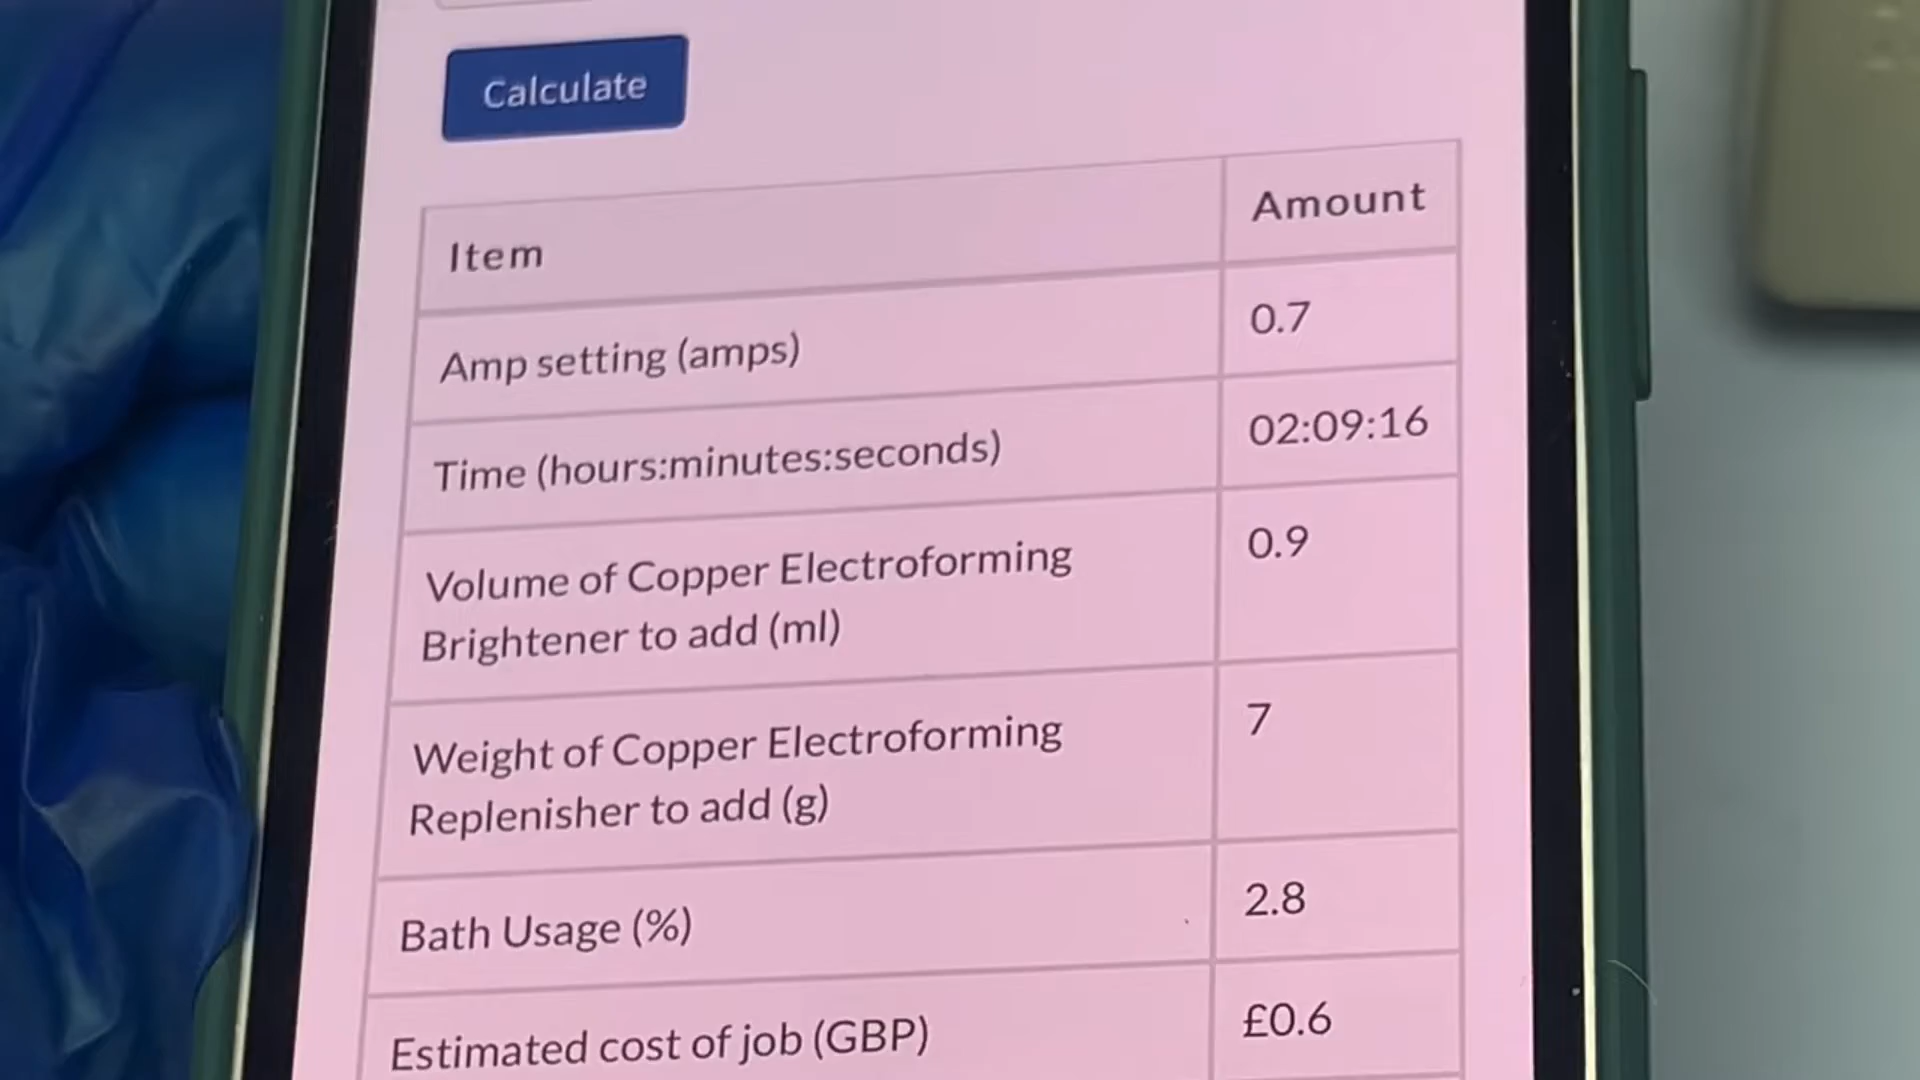 Calculate
Item
Amount
Amp setting (amps)
0.7
Time (hours:minutes:seconds)
02:09:16
Volume of Copper Electroforming
Brightener to add (ml)
0.9
Weight of Copper Electroforming
Replenisher to add (g)
7
Bath Usage (%)
2.8
Estimated cost of job (GBP)
£0.6